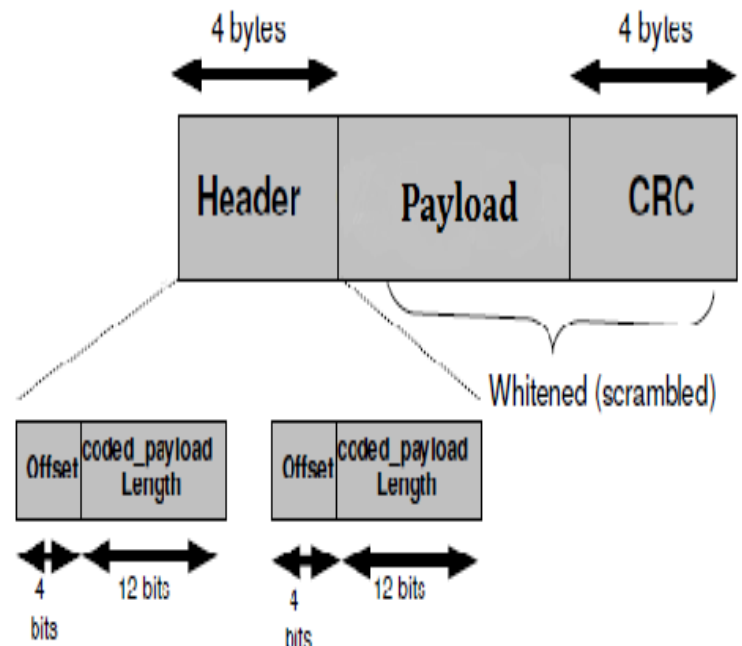 4 bytes 4 bytes
Header Payload CRC
Whitened (scrambled)
Offset coded_payload Length
Offset coded_payload Length
4 bits 12 bits
4 bits 12 bits